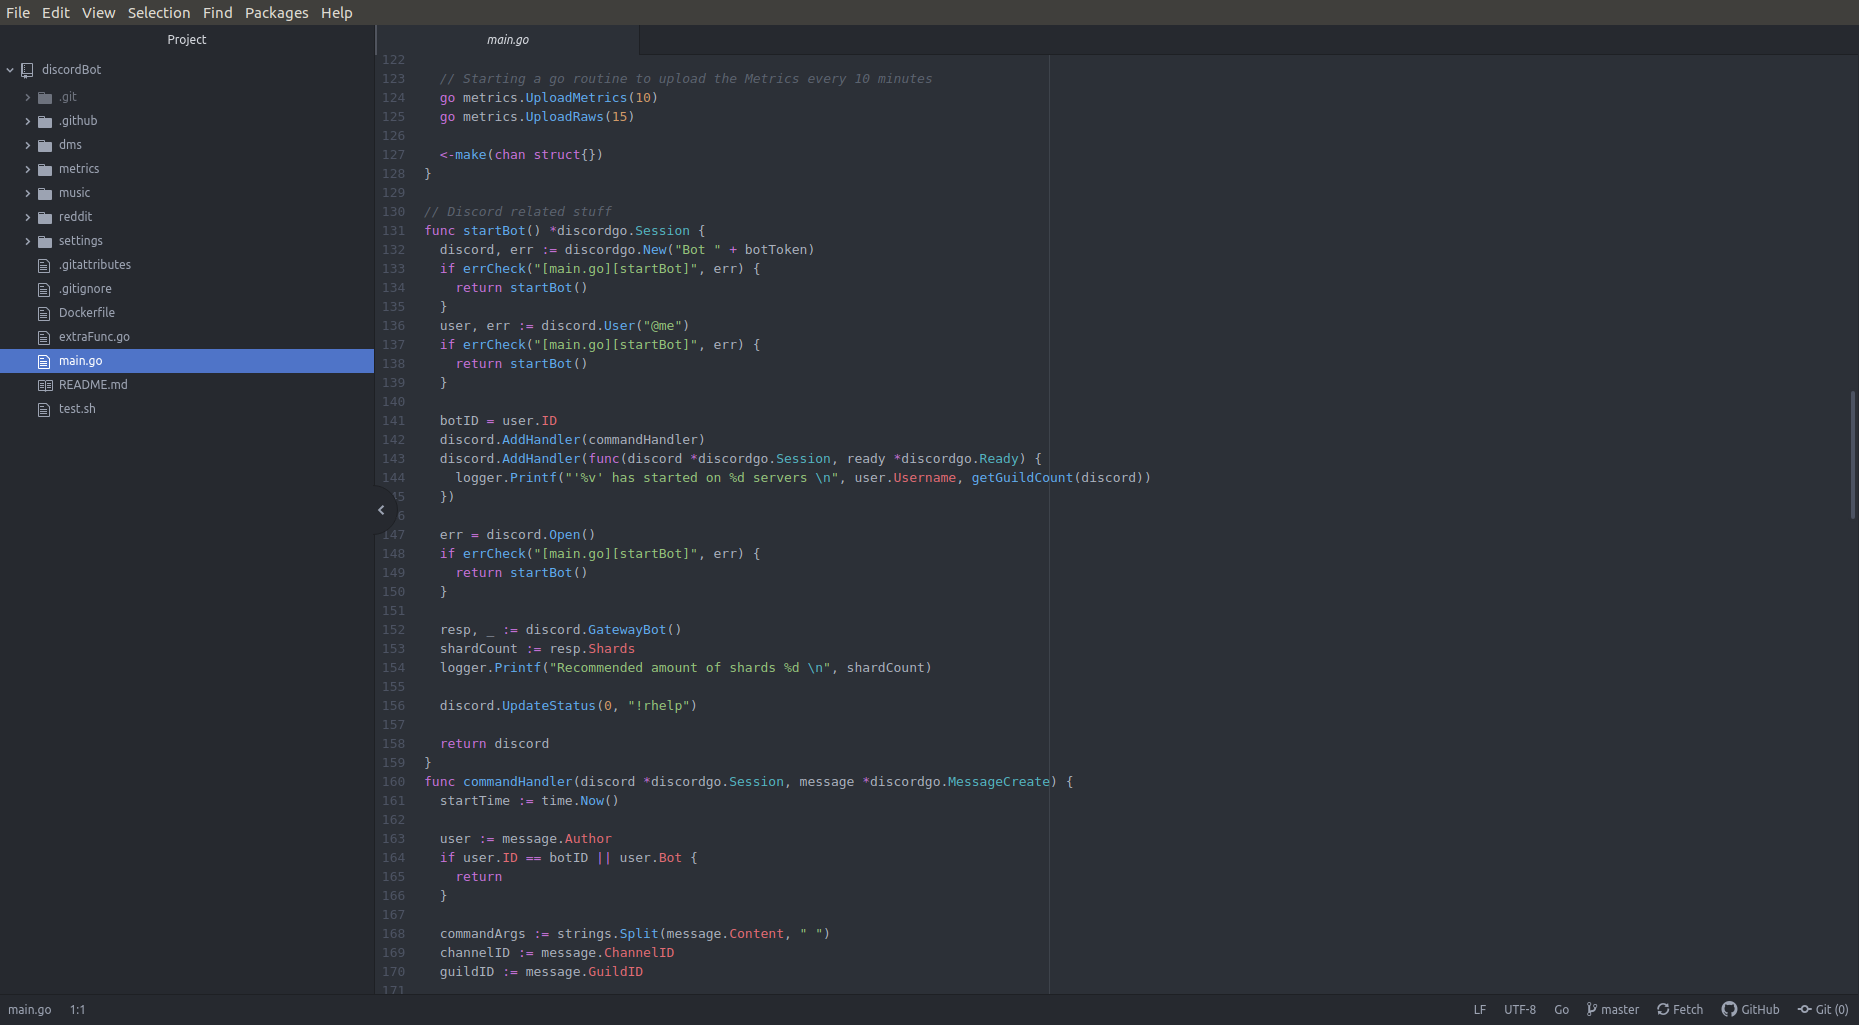 File Edit View Selection Find Packages Help
Project
discordBot
.git
.github
dms
metrics
music
reddit
settings
.gitattributes
.gitignore
Dockerfile
extraFunc.go
main.go
README.md
test.sh
main.go
122
123 // Starting a go routine to upload the Metrics every 10 minutes
124 go metrics.UploadMetrics(10)
125 go metrics.UploadRaws(15)
126
127 <-make(chan struct{})
128 }
129
130 // Discord related stuff
131 func startBot() *discordgo.Session {
132 discord, err := discordgo.New("Bot " + botToken)
133 if errCheck("[main.go][startBot]", err) {
134 return startBot()
135 }
136 user, err := discord.User("@me")
137 if errCheck("[main.go][startBot]", err) {
138 return startBot()
139 }
140
141 botID = user.ID
142 discord.AddHandler(commandHandler)
143 discord.AddHandler(func(discord *discordgo.Session, ready *discordgo.Ready) {
144 logger.Printf("'%v' has started on %d servers \n", user.Username, getGuildCount(discord))
5 })
6
147 err = discord.Open()
148 if errCheck("[main.go][startBot]", err) {
149 return startBot()
150 }
151
152 resp, _ := discord.GatewayBot()
153 shardCount := resp.Shards
154 logger.Printf("Recommended amount of shards %d \n", shardCount)
155
156 discord.UpdateStatus(0, "!rhelp")
157
158 return discord
159 }
160 func commandHandler(discord *discordgo.Session, message *discordgo.MessageCreate) {
161 startTime := time.Now()
162
163 user := message.Author
164 if user.ID == botID || user.Bot {
165 return
166 }
167
168 commandArgs := strings.Split(message.Content, " ")
169 channelID := message.ChannelID
170 guildID := message.GuildID
171
main.go 1:1 LF UTF-8 Go master Fetch GitHub Git (0)